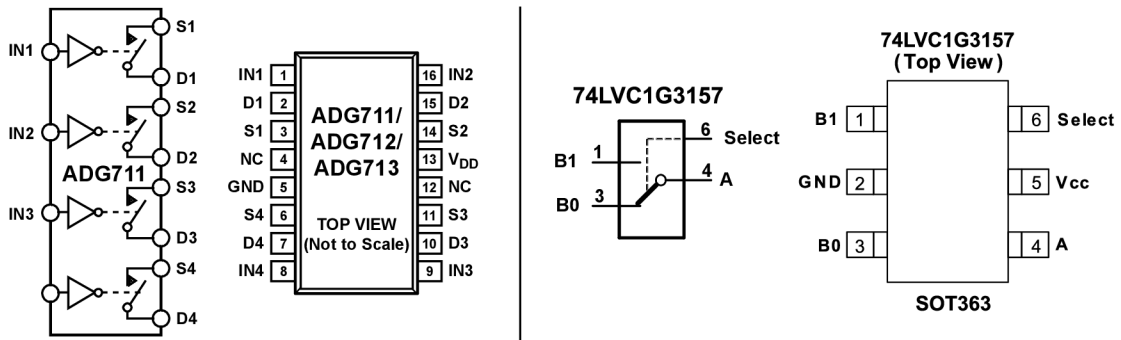 S1
IN1
D1
S2
IN2
D2
ADG711
S3
IN3
D3
S4
D4
IN1 1 16 IN2
D1 2 15 D2
S1 3 14 S2
NC 4 13 VDD
GND 5 12 NC
S4 6 11 S3
D4 7 10 D3
IN4 8 9 IN3
ADG711/
ADG712/
ADG713
TOP VIEW
(Not to Scale)
74LVC1G3157
6 Select
B1 1
4 A
B0 3
74LVC1G3157
(Top View)
B1 1 6 Select
GND 2 5 Vcc
B0 3 4 A
SOT363